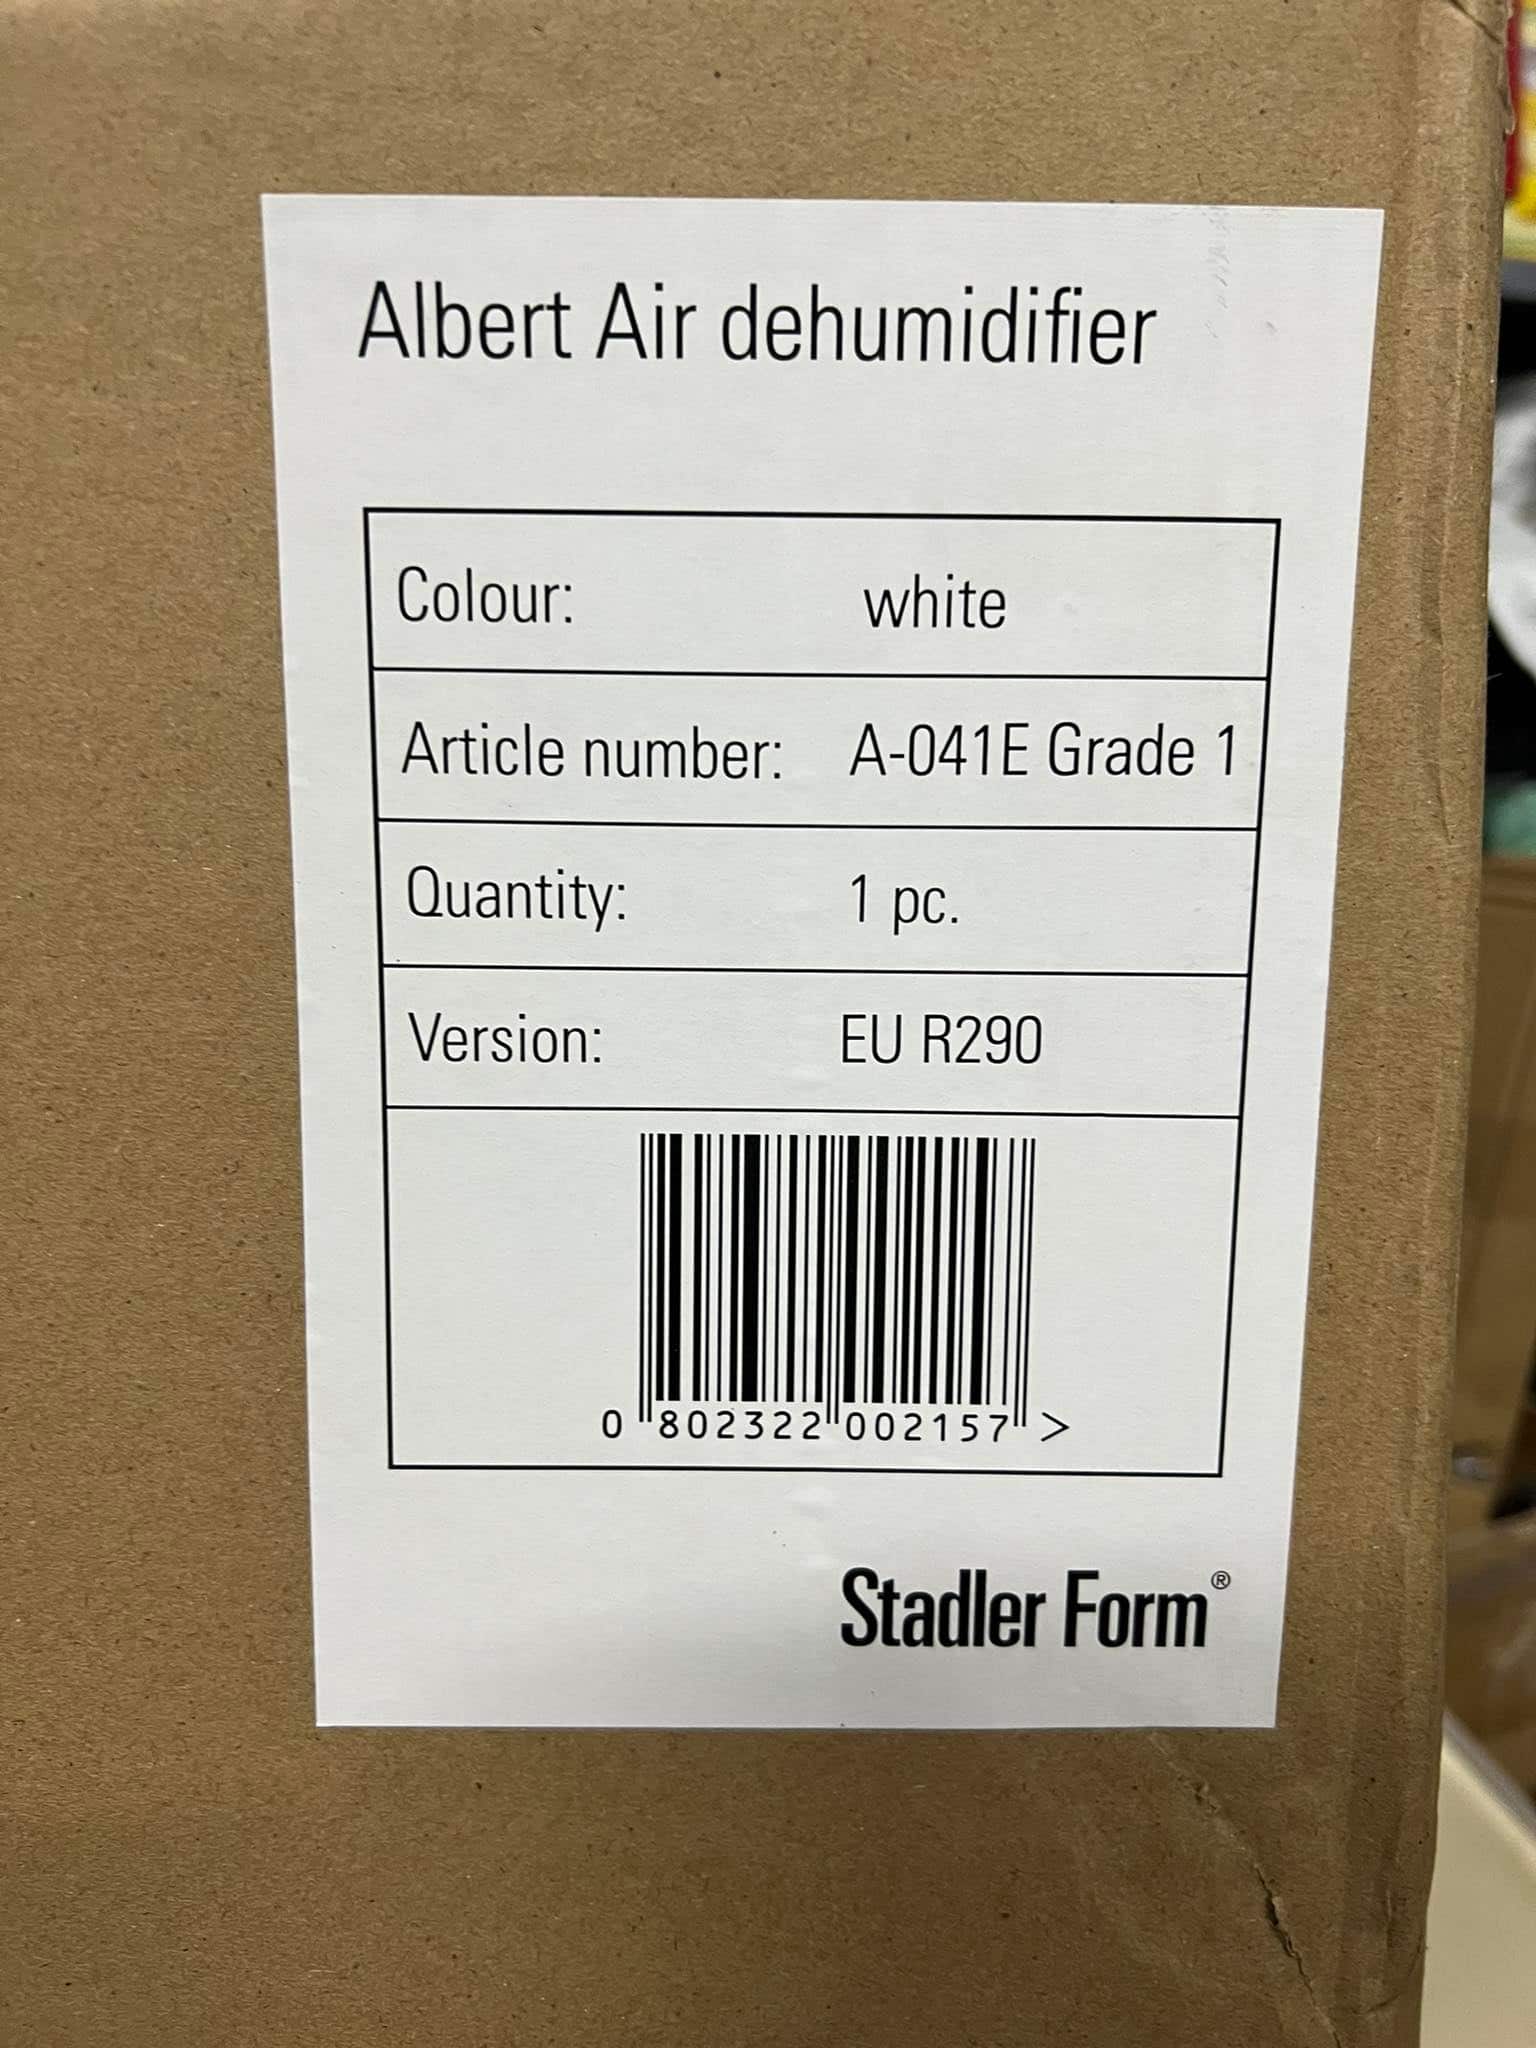 Albert Air dehumidifier
Colour: white
Article number: A-041E Grade 1
Quantity: 1 pc.
Version: EU R290
0 802322 002157 >
Stadler Form®